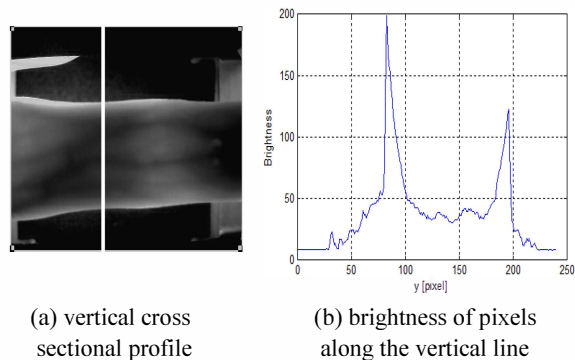 200
150
100
50
0
Brightness
0
50
100
150
200
250
y [pixel]
(a) vertical cross
sectional profile
(b) brightness of pixels
along the vertical line